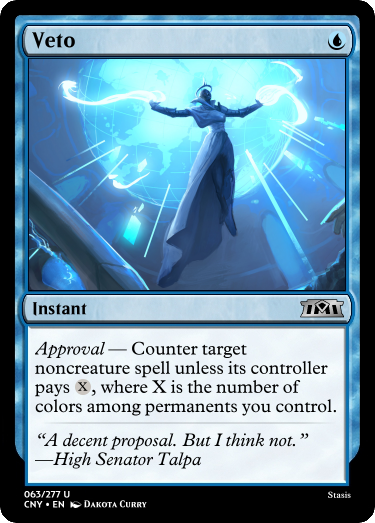 Veto
Instant
Approval — Counter target
noncreature spell unless its controller
pays X, where X is the number of
colors among permanents you control.
“A decent proposal. But I think not.”
—High Senator Talpa
063/277 U
Stasis
CNY • EN Dakota Curry